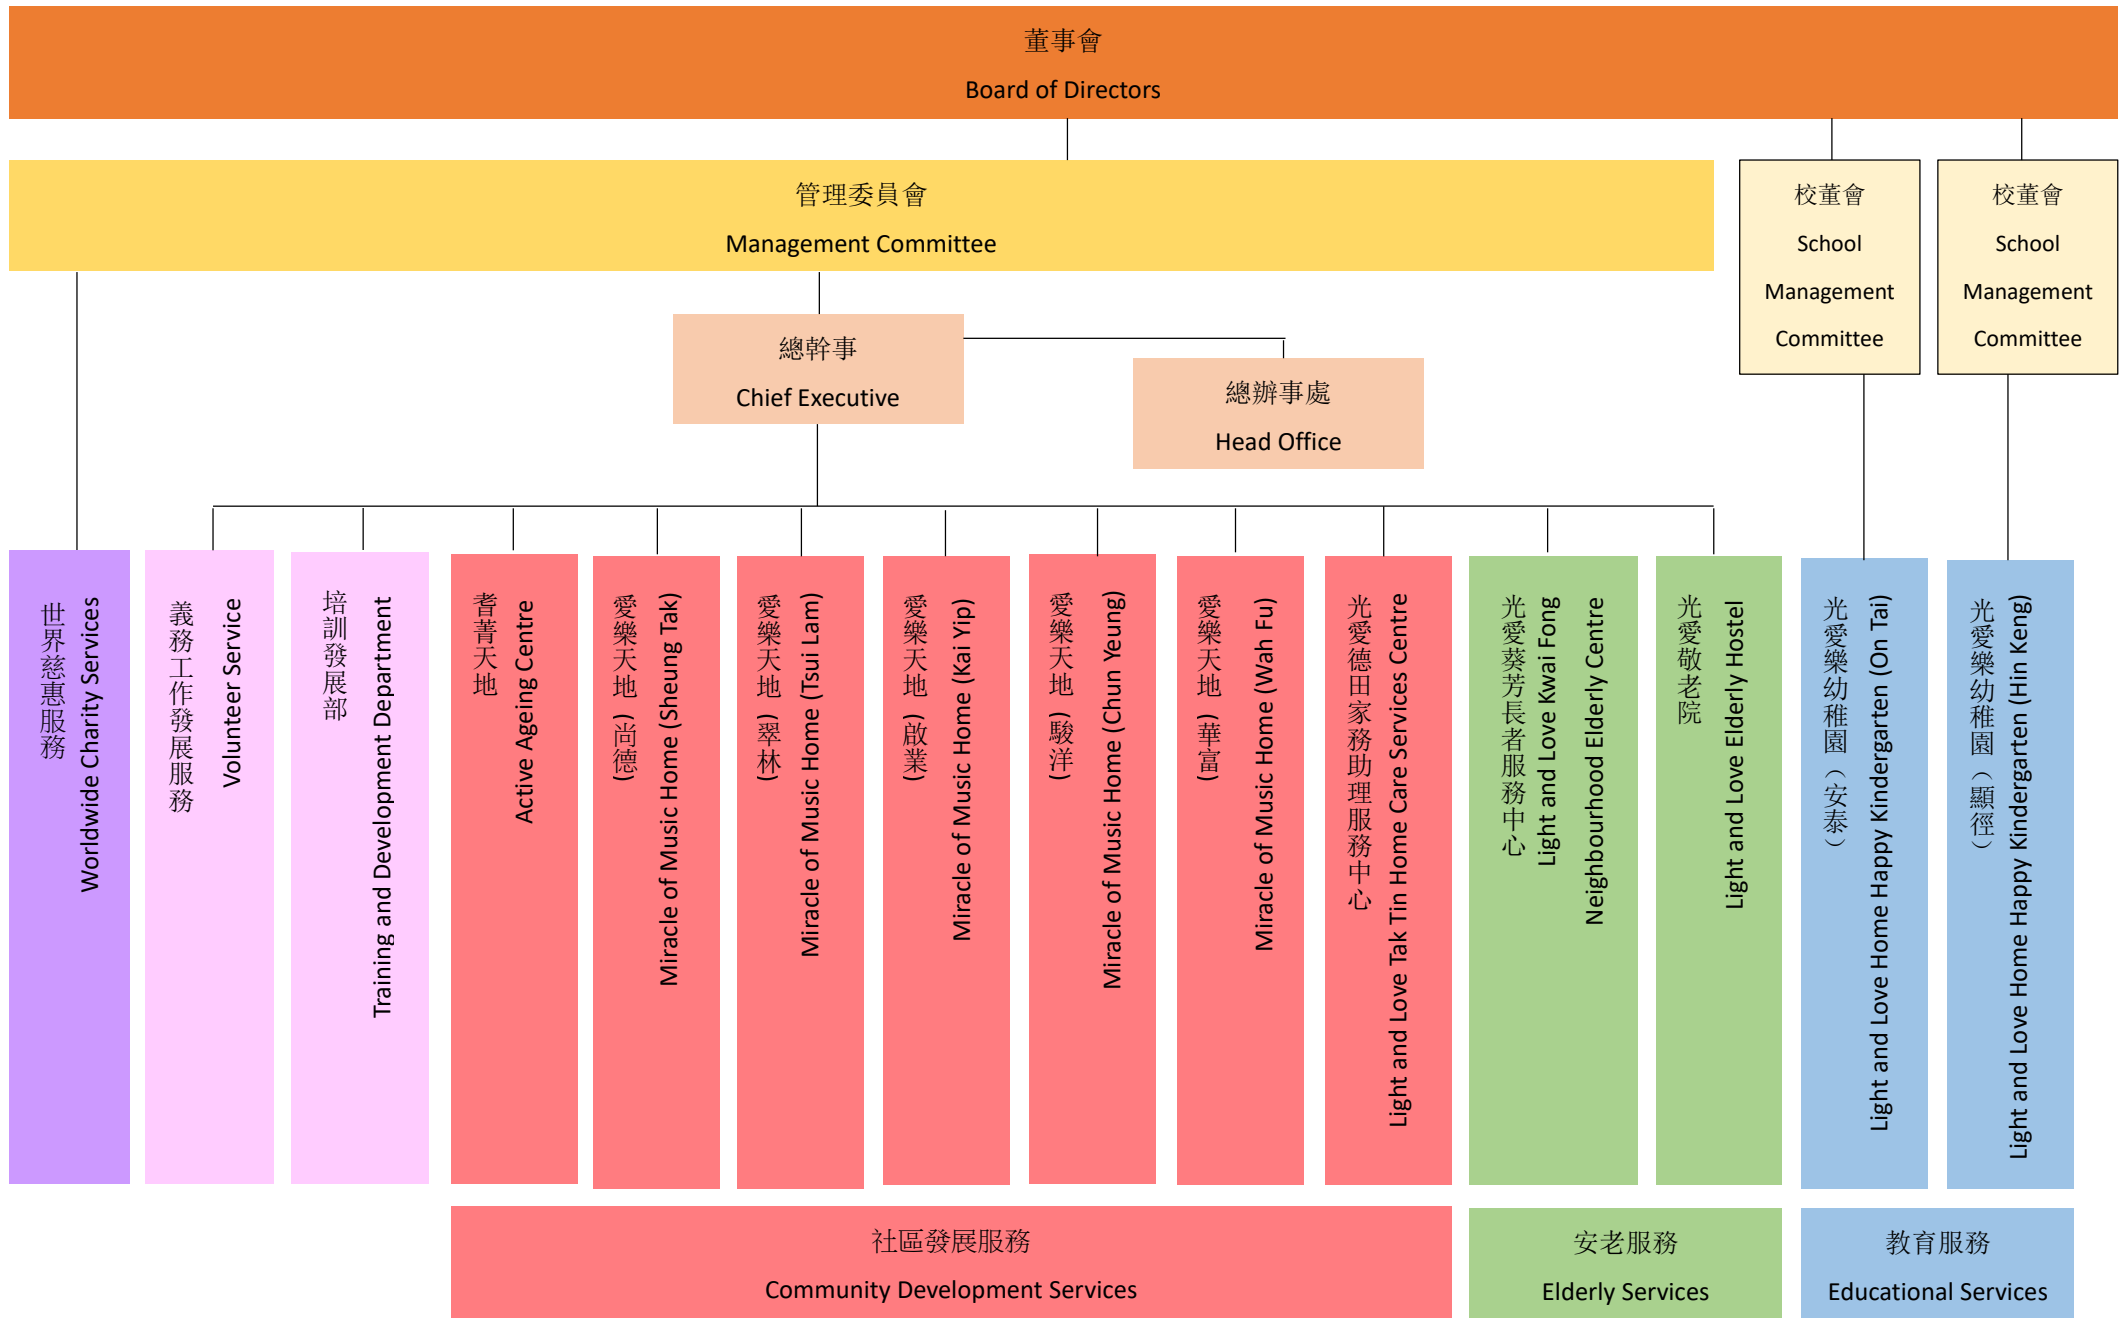 董事會
Board of Directors
管理委員會
Management Committee
校董會
School
Management
Committee
校董會
School
Management
Committee
總幹事
Chief Executive
總辦事處
Head Office
世界慈惠服務
Worldwide Charity Services
義務工作發展服務
Volunteer Service
培訓發展部
Training and Development Department
耆菁天地
Active Ageing Centre
愛樂天地 (尚德)
Miracle of Music Home (Sheung Tak)
愛樂天地 (翠林)
Miracle of Music Home (Tsui Lam)
愛樂天地 (啟業)
Miracle of Music Home (Kai Yip)
愛樂天地 (駿洋)
Miracle of Music Home (Chun Yeung)
愛樂天地 (華富)
Miracle of Music Home (Wah Fu)
光愛德田家務助理服務中心
Light and Love Tak Tin Home Care Services Centre
光愛葵芳長者服務中心
Light and Love Kwai Fong
Neighbourhood Elderly Centre
光愛敬老院
Light and Love Elderly Hostel
光愛樂幼稚園（安泰）
Light and Love Home Happy Kindergarten (On Tai)
光愛樂幼稚園（顯徑）
Light and Love Home Happy Kindergarten (Hin Keng)
社區發展服務
Community Development Services
安老服務
Elderly Services
教育服務
Educational Services